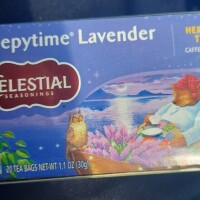 epytime® Lavender
HE
T
CAFFE
CELESTIAL
SEASONINGS
20 TEA BAGS NET WT 1.1 OZ (30g)